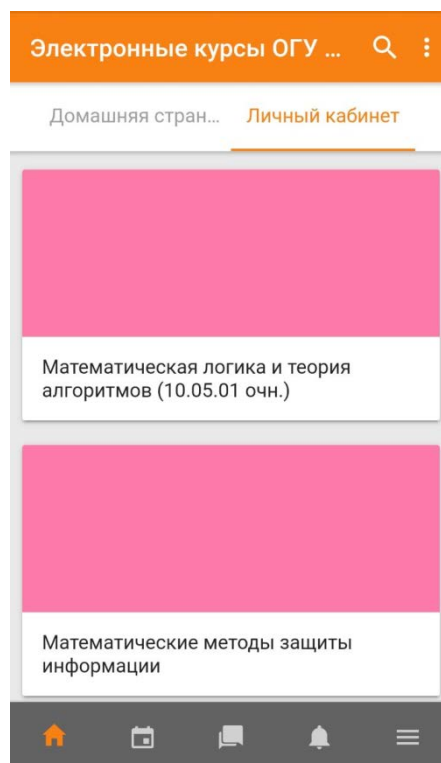 Электронные курсы ОГУ ...
Домашняя стран...
Личный кабинет
Математическая логика и теория
алгоритмов (10.05.01 очн.)
Математические методы защиты
информации